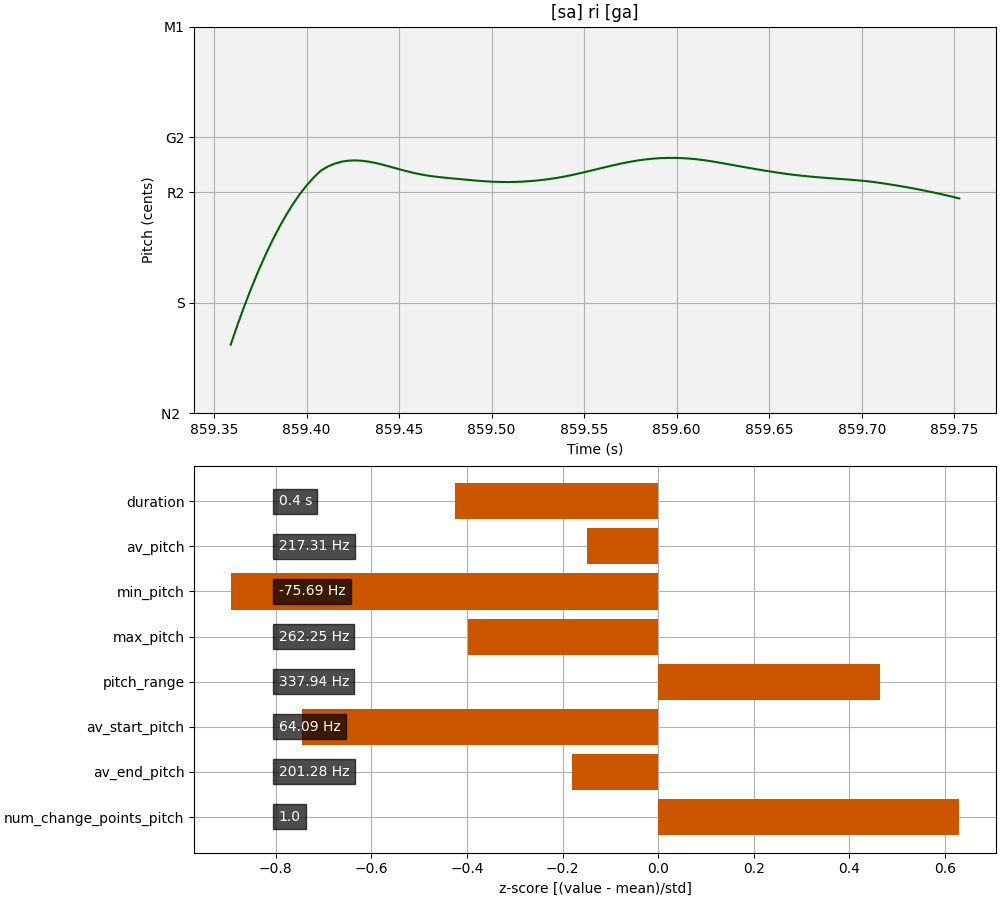 [sa] ri [ga]
M1
G2
R2
S
N2
Pitch (cents)
859.35 859.40 859.45 859.50 859.55 859.60 859.65 859.70 859.75
Time (s)
duration 0.4 s
av_pitch 217.31 Hz
min_pitch -75.69 Hz
max_pitch 262.25 Hz
pitch_range 337.94 Hz
av_start_pitch 64.09 Hz
av_end_pitch 201.28 Hz
num_change_points_pitch 1.0
−0.8 −0.6 −0.4 −0.2 0.0 0.2 0.4 0.6
z-score [(value - mean)/std]